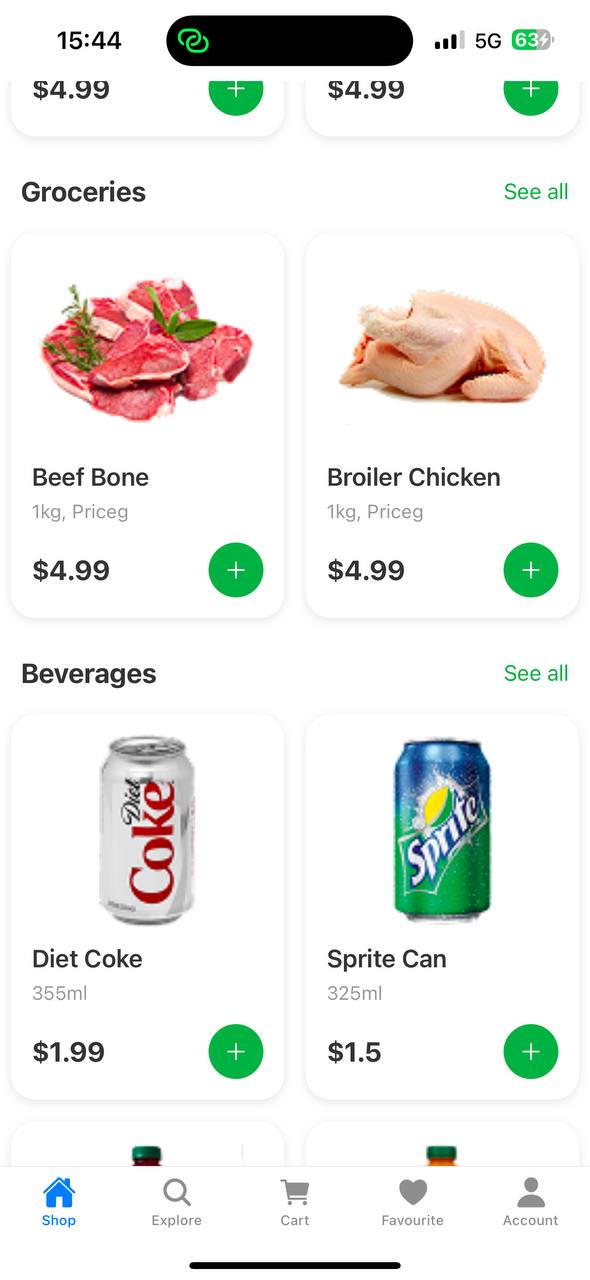 15:44
5G
63
$4.99
$4.99
Groceries
See all
Beef Bone
Broiler Chicken
1kg, Priceg
1kg, Priceg
$4.99
$4.99
Beverages
See all
Diet
Coke
Sprite
Diet Coke
Sprite Can
355ml
325ml
$1.99
$1.5
Shop
Explore
Cart
Favourite
Account